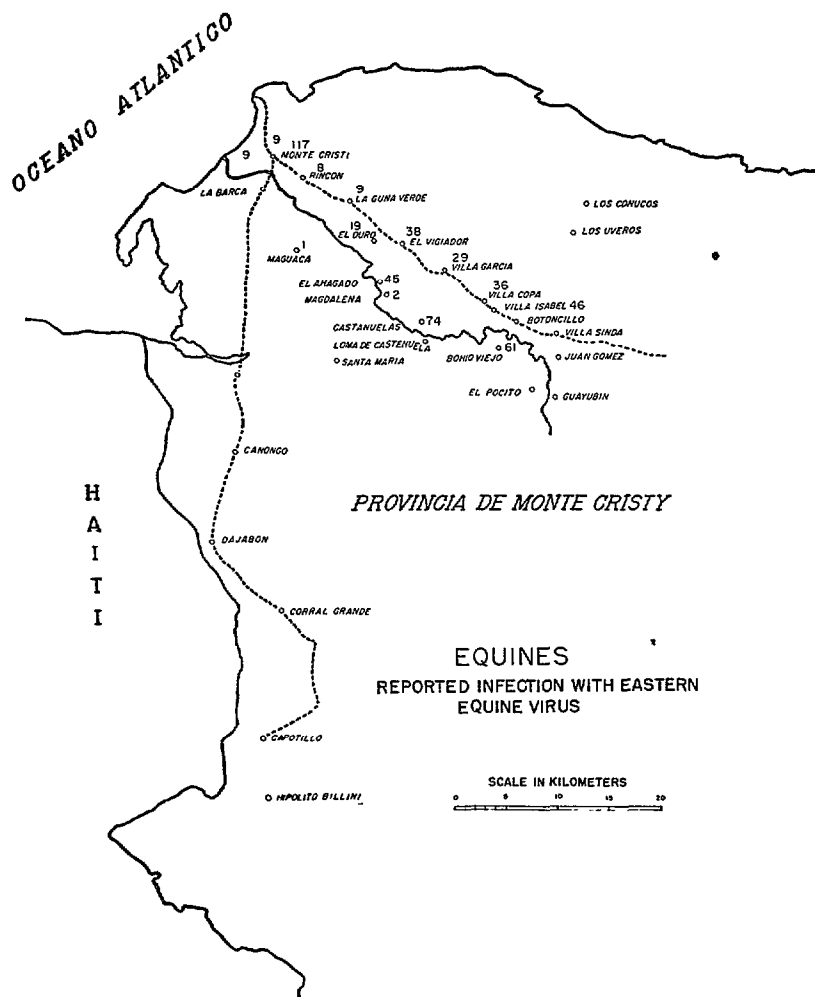 OCEANO ATLANTICO
9
9
117
MONTE CRISTI
8
RINCON
LA BARCA
9
LA GUNA VERDE
LOS CONUCOS
LOS UVEROS
19
EL DURO
38
EL VIGIADOR
1
MAGUACA
29
VILLA GARCIA
EL AHAGADO
45
MAGDALENA
2
36
VILLA COPA
VILLA ISABEL 46
BOTONCILLO
CASTANUELAS
74
VILLA SINDA
LOMA DE CASTEHUELA
SANTA MARIA
BOHIO VIEJO
61
JUAN GOMEZ
EL POCITO
GUAYUBIN
CANONGO
HAITI
PROVINCIA DE MONTE CRISTY
DAJABON
CORRAL GRANDE
EQUINES
REPORTED INFECTION WITH EASTERN
EQUINE VIRUS
CAPOTILLO
SCALE IN KILOMETERS
0 5 10 15 20
HIPOLITO BILLINI